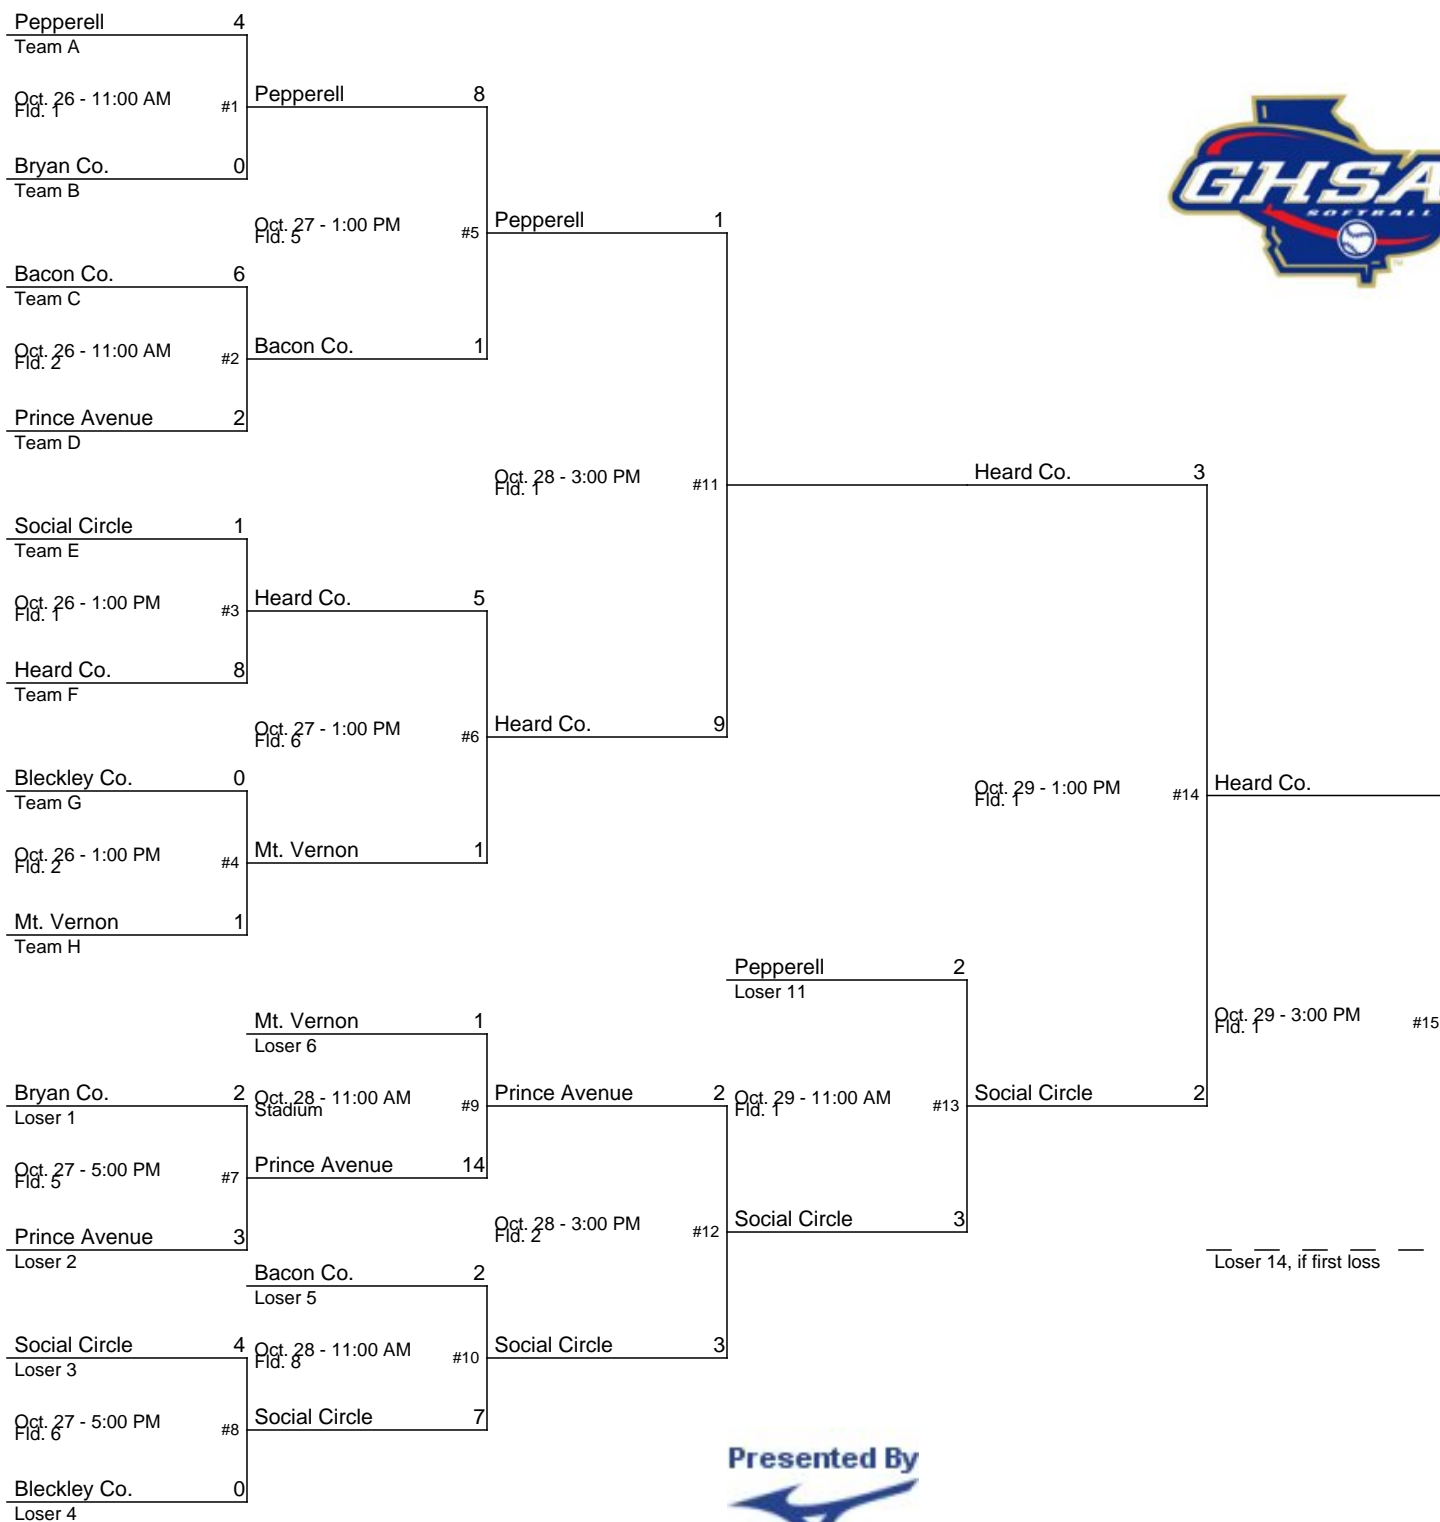 Pepperell 4
Team A
Oct. 26 - 11:00 AM
Fld. 1
#1
Bryan Co. 0
Team B
Bacon Co. 6
Team C
Oct. 26 - 11:00 AM
Fld. 2
#2
Prince Avenue 2
Team D
Social Circle 1
Team E
Oct. 26 - 1:00 PM
Fld. 1
#3
Heard Co. 8
Team F
Bleckley Co. 0
Team G
Oct. 26 - 1:00 PM
Fld. 2
#4
Mt. Vernon 1
Team H
Pepperell 8
Oct. 27 - 1:00 PM
Fld. 5
#5
Bacon Co. 1
Heard Co. 5
Oct. 27 - 1:00 PM
Fld. 6
#6
Mt. Vernon 1
Pepperell 1
Oct. 28 - 3:00 PM
Fld. 1
#11
Heard Co. 9
GHSA
SOFTBALL
TM
Heard Co. 3
Oct. 29 - 1:00 PM
Fld. 1
#14
Social Circle 2
Heard Co.
Oct. 29 - 3:00 PM
Fld. 1
#15
Loser 14, if first loss
Bryan Co. 2
Loser 1
Oct. 27 - 5:00 PM
Fld. 5
#7
Prince Avenue 3
Loser 2
Social Circle 4
Loser 3
Oct. 27 - 5:00 PM
Fld. 6
#8
Bleckley Co. 0
Loser 4
Mt. Vernon 1
Loser 6
Oct. 28 - 11:00 AM
Stadium
#9
Prince Avenue 14
Bacon Co. 2
Loser 5
Oct. 28 - 11:00 AM
Fld. 8
#10
Social Circle 7
Prince Avenue 2
Oct. 28 - 3:00 PM
Fld. 2
#12
Social Circle 3
Pepperell 2
Loser 11
Oct. 29 - 11:00 AM
Fld. 1
#13
Social Circle 3
Presented By